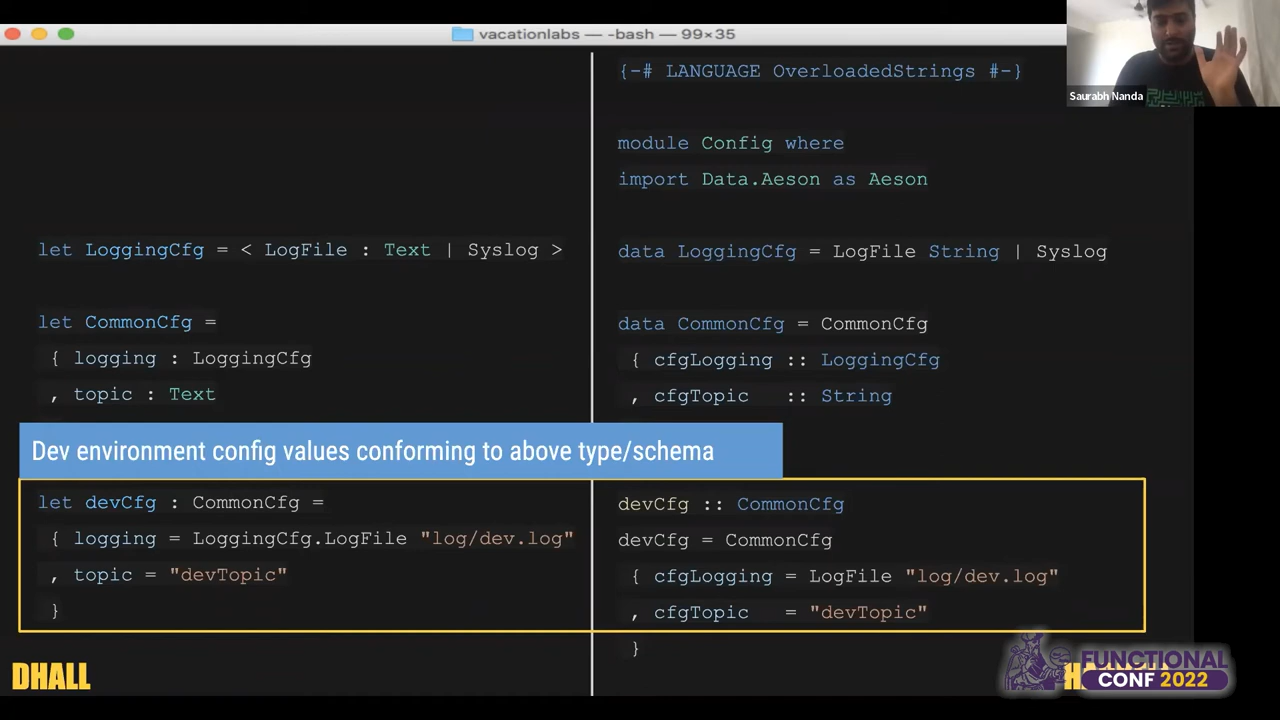 vacationlabs — -bash — 99×35
Saurabh Nanda
let LoggingCfg = < LogFile : Text | Syslog >
let CommonCfg =
{ logging : LoggingCfg
, topic : Text
Dev environment config values conforming to above type/schema
let devCfg : CommonCfg =
{ logging = LoggingCfg.LogFile "log/dev.log"
, topic = "devTopic"
}
DHALL
{-# LANGUAGE OverloadedStrings #-}
module Config where
import Data.Aeson as Aeson
data LoggingCfg = LogFile String | Syslog
data CommonCfg = CommonCfg
{ cfgLogging :: LoggingCfg
, cfgTopic   :: String
devCfg :: CommonCfg
devCfg = CommonCfg
{ cfgLogging = LogFile "log/dev.log"
, cfgTopic   = "devTopic"
}
FUNCTIONAL
CONF 2022